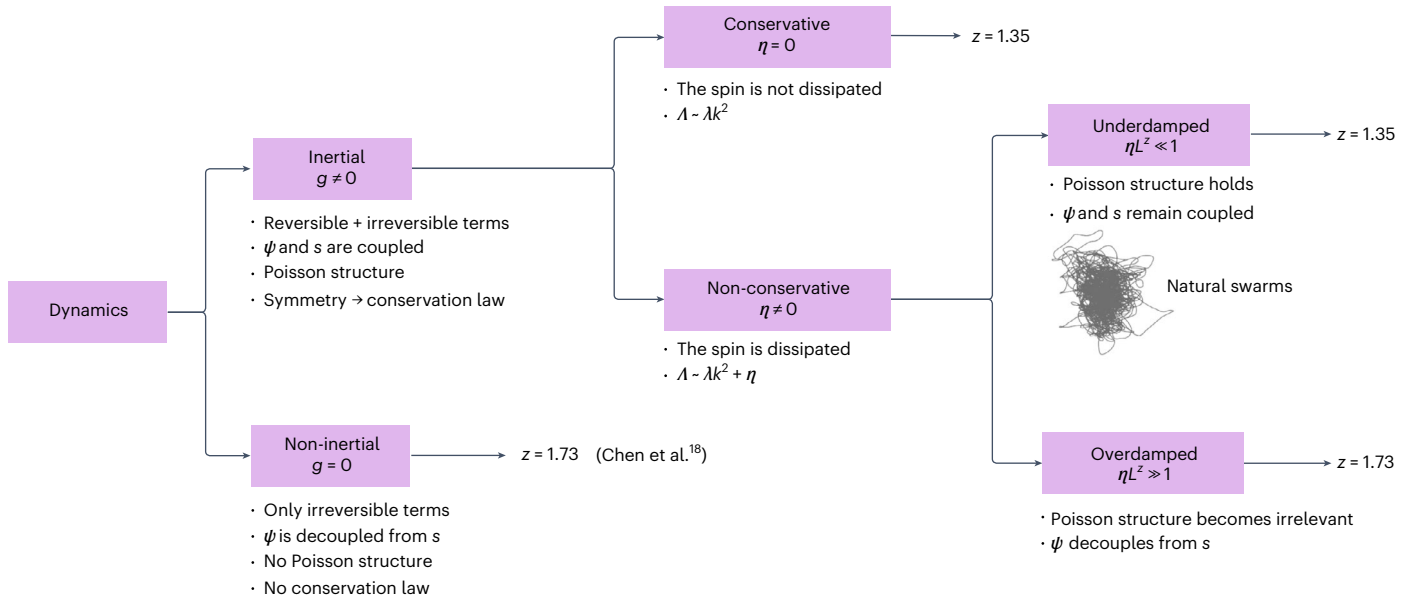 Dynamics
Inertial
g ≠ 0
· Reversible + irreversible terms
· ψ and s are coupled
· Poisson structure
· Symmetry → conservation law
Non-inertial
g = 0
z = 1.73 (Chen et al.¹⁸)
· Only irreversible terms
· ψ is decoupled from s
· No Poisson structure
· No conservation law
Conservative
η = 0
z = 1.35
· The spin is not dissipated
· Λ ~ λk²
Non-conservative
η ≠ 0
· The spin is dissipated
· Λ ~ λk² + η
Underdamped
ηL^z ≪ 1
z = 1.35
· Poisson structure holds
· ψ and s remain coupled
Natural swarms
Overdamped
ηL^z ≫ 1
z = 1.73
· Poisson structure becomes irrelevant
· ψ decouples from s